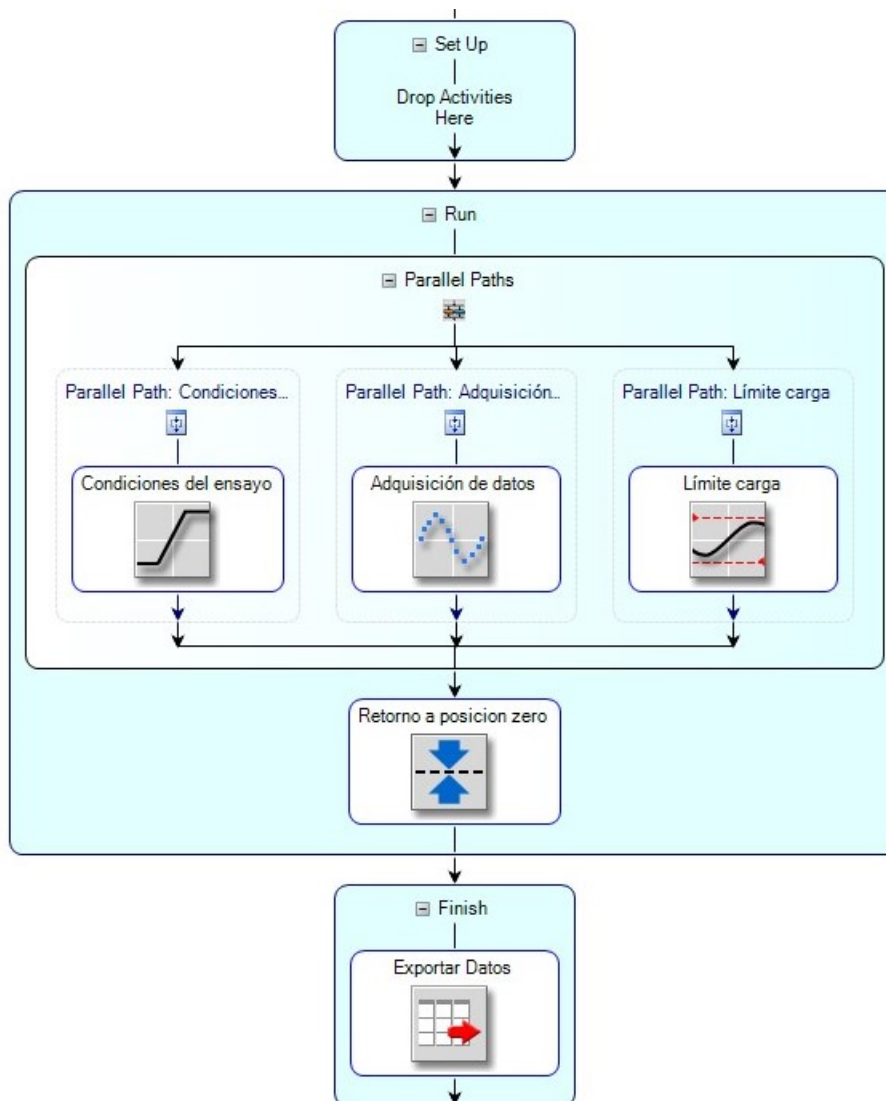 Set Up
Drop Activities
Here
Run
Parallel Paths
Parallel Path: Condiciones...
Parallel Path: Adquisición...
Parallel Path: Límite carga
Condiciones del ensayo
Adquisición de datos
Límite carga
Retorno a posicion zero
Finish
Exportar Datos